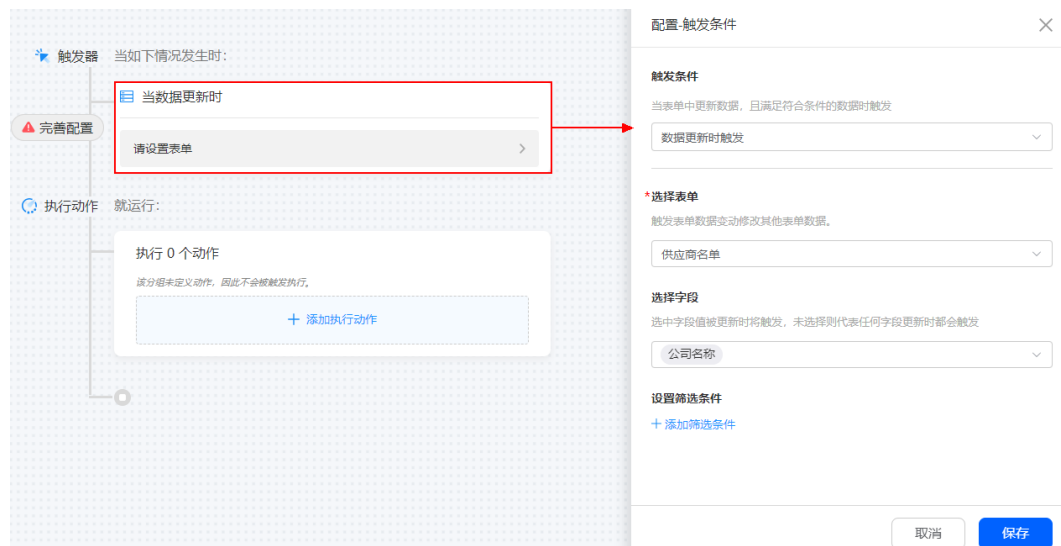 触发器 当如下情况发生时:
当数据更新时
完善配置
请设置表单
执行动作 就运行:
执行 0 个动作
该分组未定义动作，因此不会被触发执行。
添加执行动作
配置-触发条件
触发条件
当表单中更新数据，且满足符合条件的数据时触发
数据更新时触发
*选择表单
触发表单数据变动修改其他表单数据。
供应商名单
选择字段
选中字段值被更新时将触发，未选择则代表任何字段更新时都会触发
公司名称
设置筛选条件
+ 添加筛选条件
取消 保存